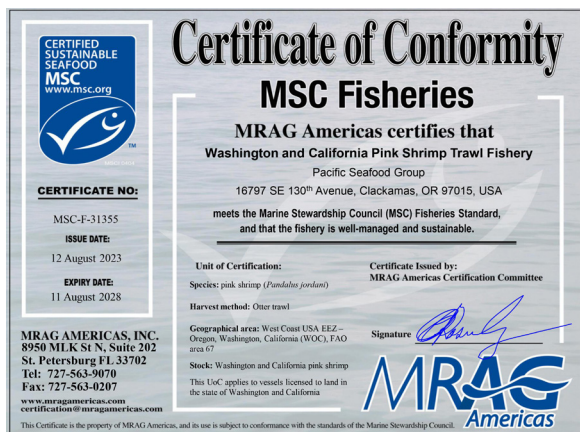 CERTIFIED
SUSTAINABLE
SEAFOOD
MSC
www.msc.org
TM
Certificate of Conformity
MSC Fisheries
MRAG Americas certifies that
Washington and California Pink Shrimp Trawl Fishery
Pacific Seafood Group
16797 SE 130th Avenue, Clackamas, OR 97015, USA
meets the Marine Stewardship Council (MSC) Fisheries Standard,
and that the fishery is well-managed and sustainable.
CERTIFICATE NO:
MSC-F-31355
ISSUE DATE:
12 August 2023
EXPIRY DATE:
11 August 2028
Unit of Certification:
Species: pink shrimp (Pandalus jordani)
Harvest method: Otter trawl
Geographical area: West Coast USA EEZ –
Oregon, Washington, California (WOC), FAO
area 67
Stock: Washington and California pink shrimp
This UoC applies to vessels licensed to land in
the state of Washington and California
Certificate Issued by:
MRAG Americas Certification Committee
Signature
MRAG
Americas
MRAG AMERICAS, INC.
8950 MLK St N, Suite 202
St. Petersburg FL 33702
Tel: 727-563-9070
Fax: 727-563-0207
www.mragamericas.com
certification@mragamericas.com
This Certificate is the property of MRAG Americas, and its use is subject to conformance with the standards of the Marine Stewardship Council.